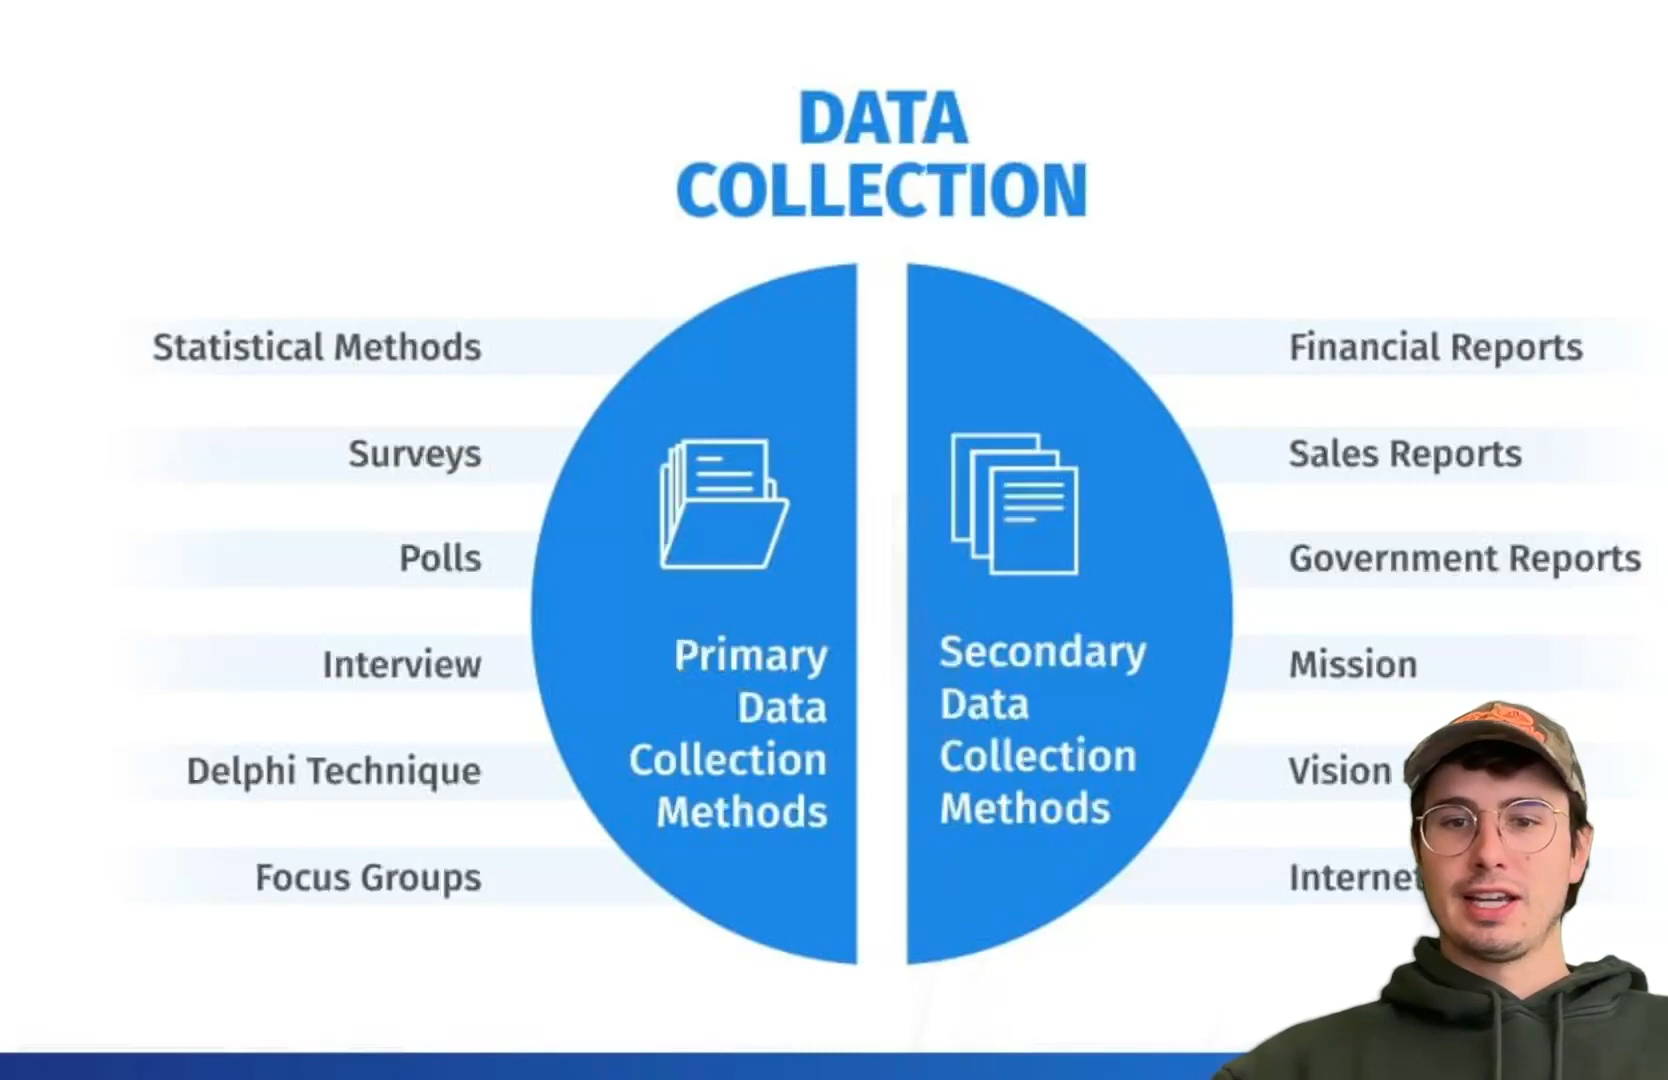 DATA
COLLECTION
Statistical Methods
Surveys
Polls
Interview
Delphi Technique
Focus Groups
Primary
Data
Collection
Methods
Secondary
Data
Collection
Methods
Financial Reports
Sales Reports
Government Reports
Mission
Vision
Internet